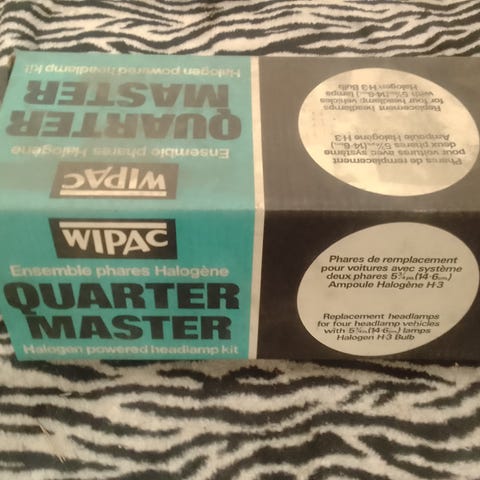 Halogen powered headlamp kit
QUARTER
MASTER
Ensemble phares Halogène
WIPAC
Replacement headlamps
for four headlamp vehicles
with 5¾in.(14·6cm.) lamps
Halogen H·3 Bulb
Phares de remplacement
pour voitures avec système
deux phares 5¾po.(14·6cm.)
Ampoule Halogène H·3
WIPAC
Ensemble phares Halogène
QUARTER
MASTER
Halogen powered headlamp kit
Phares de remplacement
pour voitures avec système
deux phares 5¾po.(14·6cm.)
Ampoule Halogène H·3
Replacement headlamps
for four headlamp vehicles
with 5¾in.(14·6cm.) lamps
Halogen H·3 Bulb